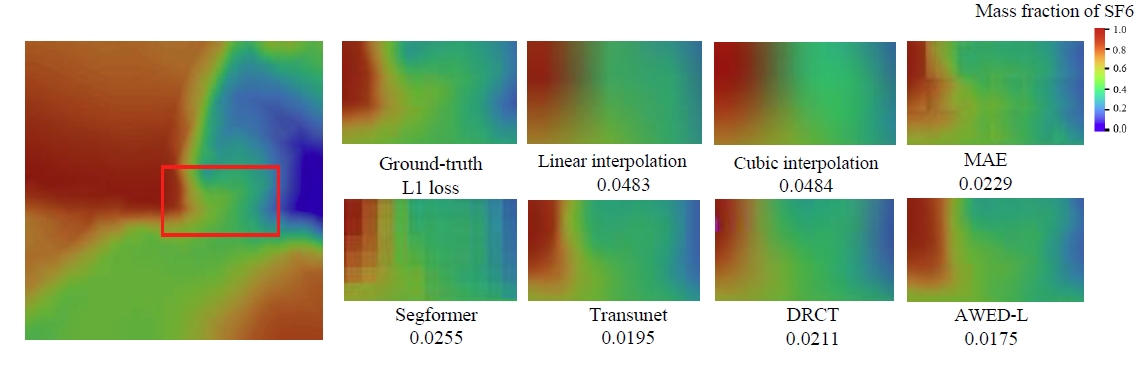 Mass fraction of SF6
1.0
0.8
0.6
0.4
0.2
0.0
Ground-truth
L1 loss
Linear interpolation
0.0483
Cubic interpolation
0.0484
MAE
0.0229
Segformer
0.0255
Transunet
0.0195
DRCT
0.0211
AWED-L
0.0175